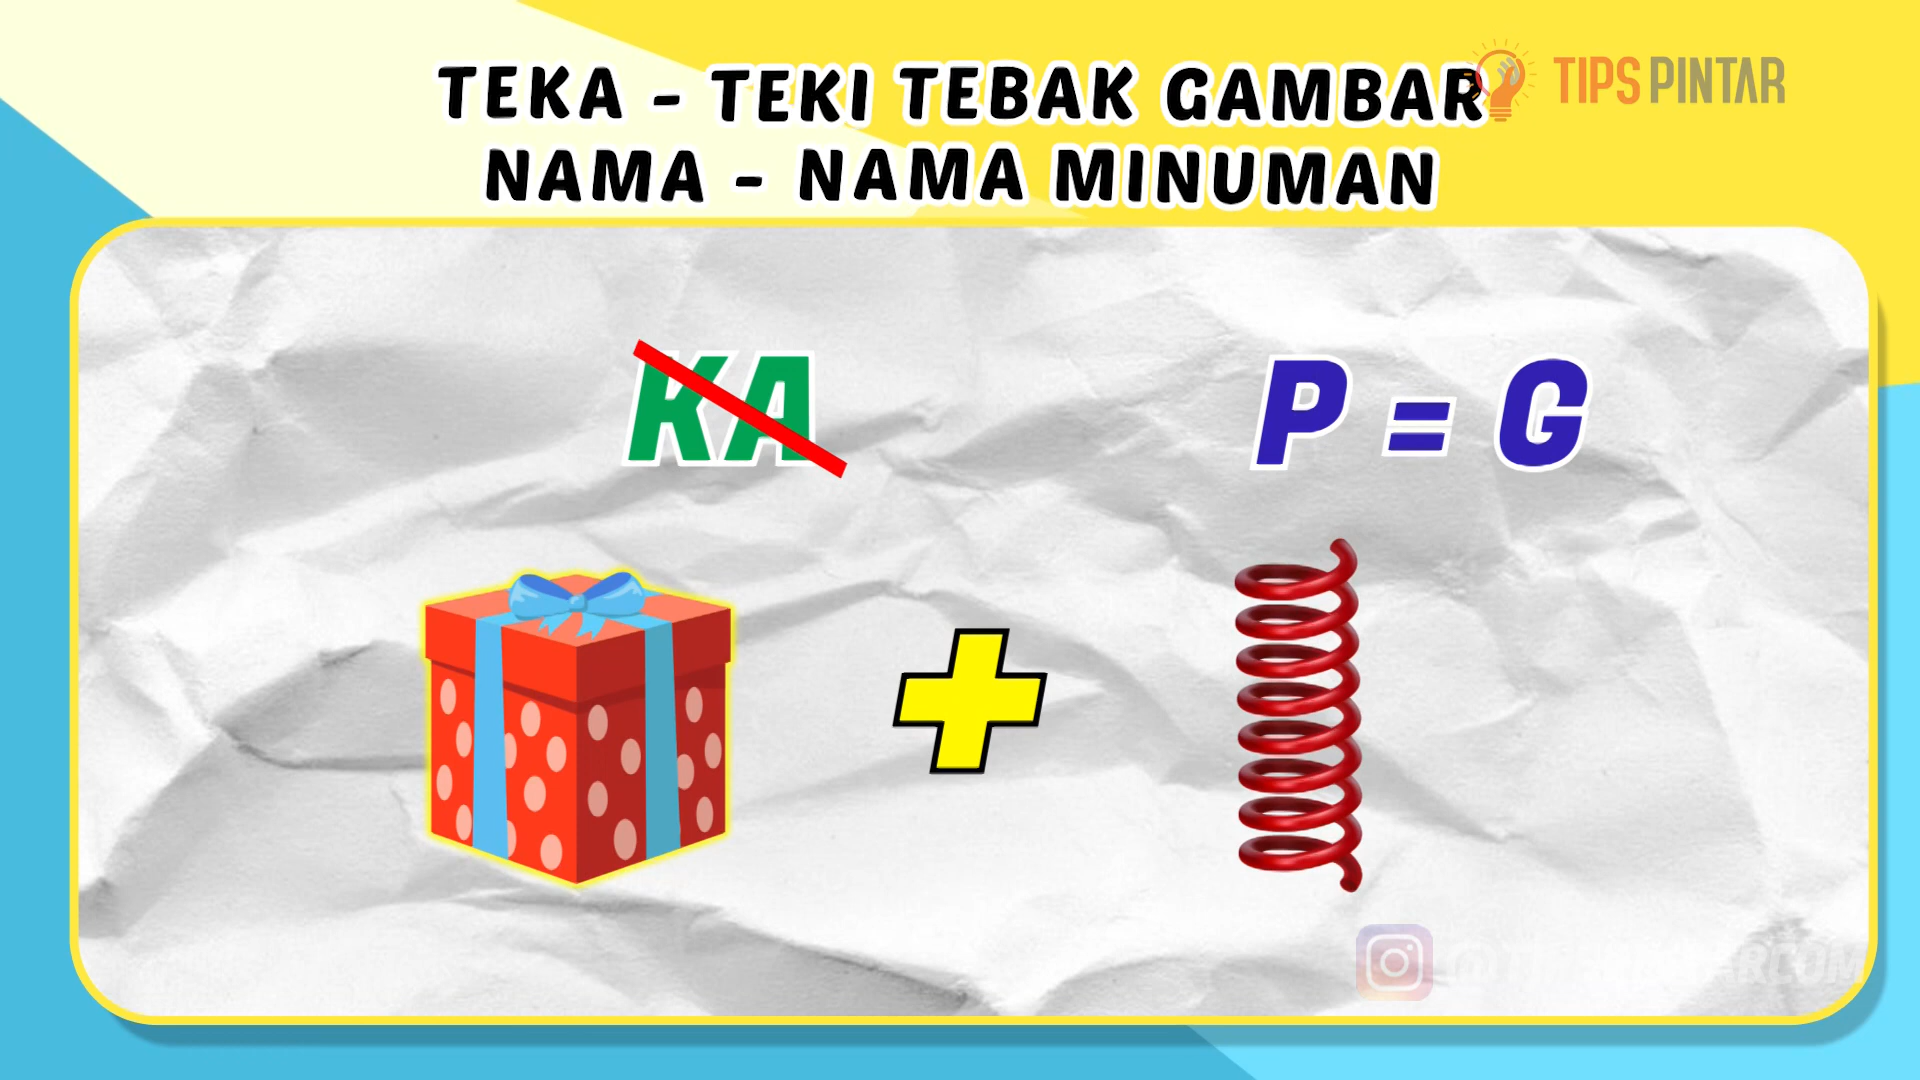 TEKA - TEKI TEBAK GAMBAR
TIPS PINTAR
NAMA - NAMA MINUMAN
KA
P = G